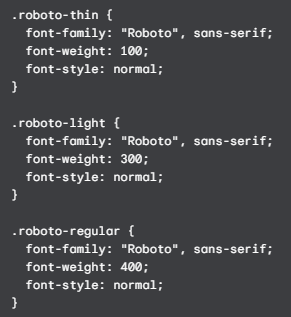 .roboto-thin {
  font-family: "Roboto", sans-serif;
  font-weight: 100;
  font-style: normal;
}

.roboto-light {
  font-family: "Roboto", sans-serif;
  font-weight: 300;
  font-style: normal;
}

.roboto-regular {
  font-family: "Roboto", sans-serif;
  font-weight: 400;
  font-style: normal;
}